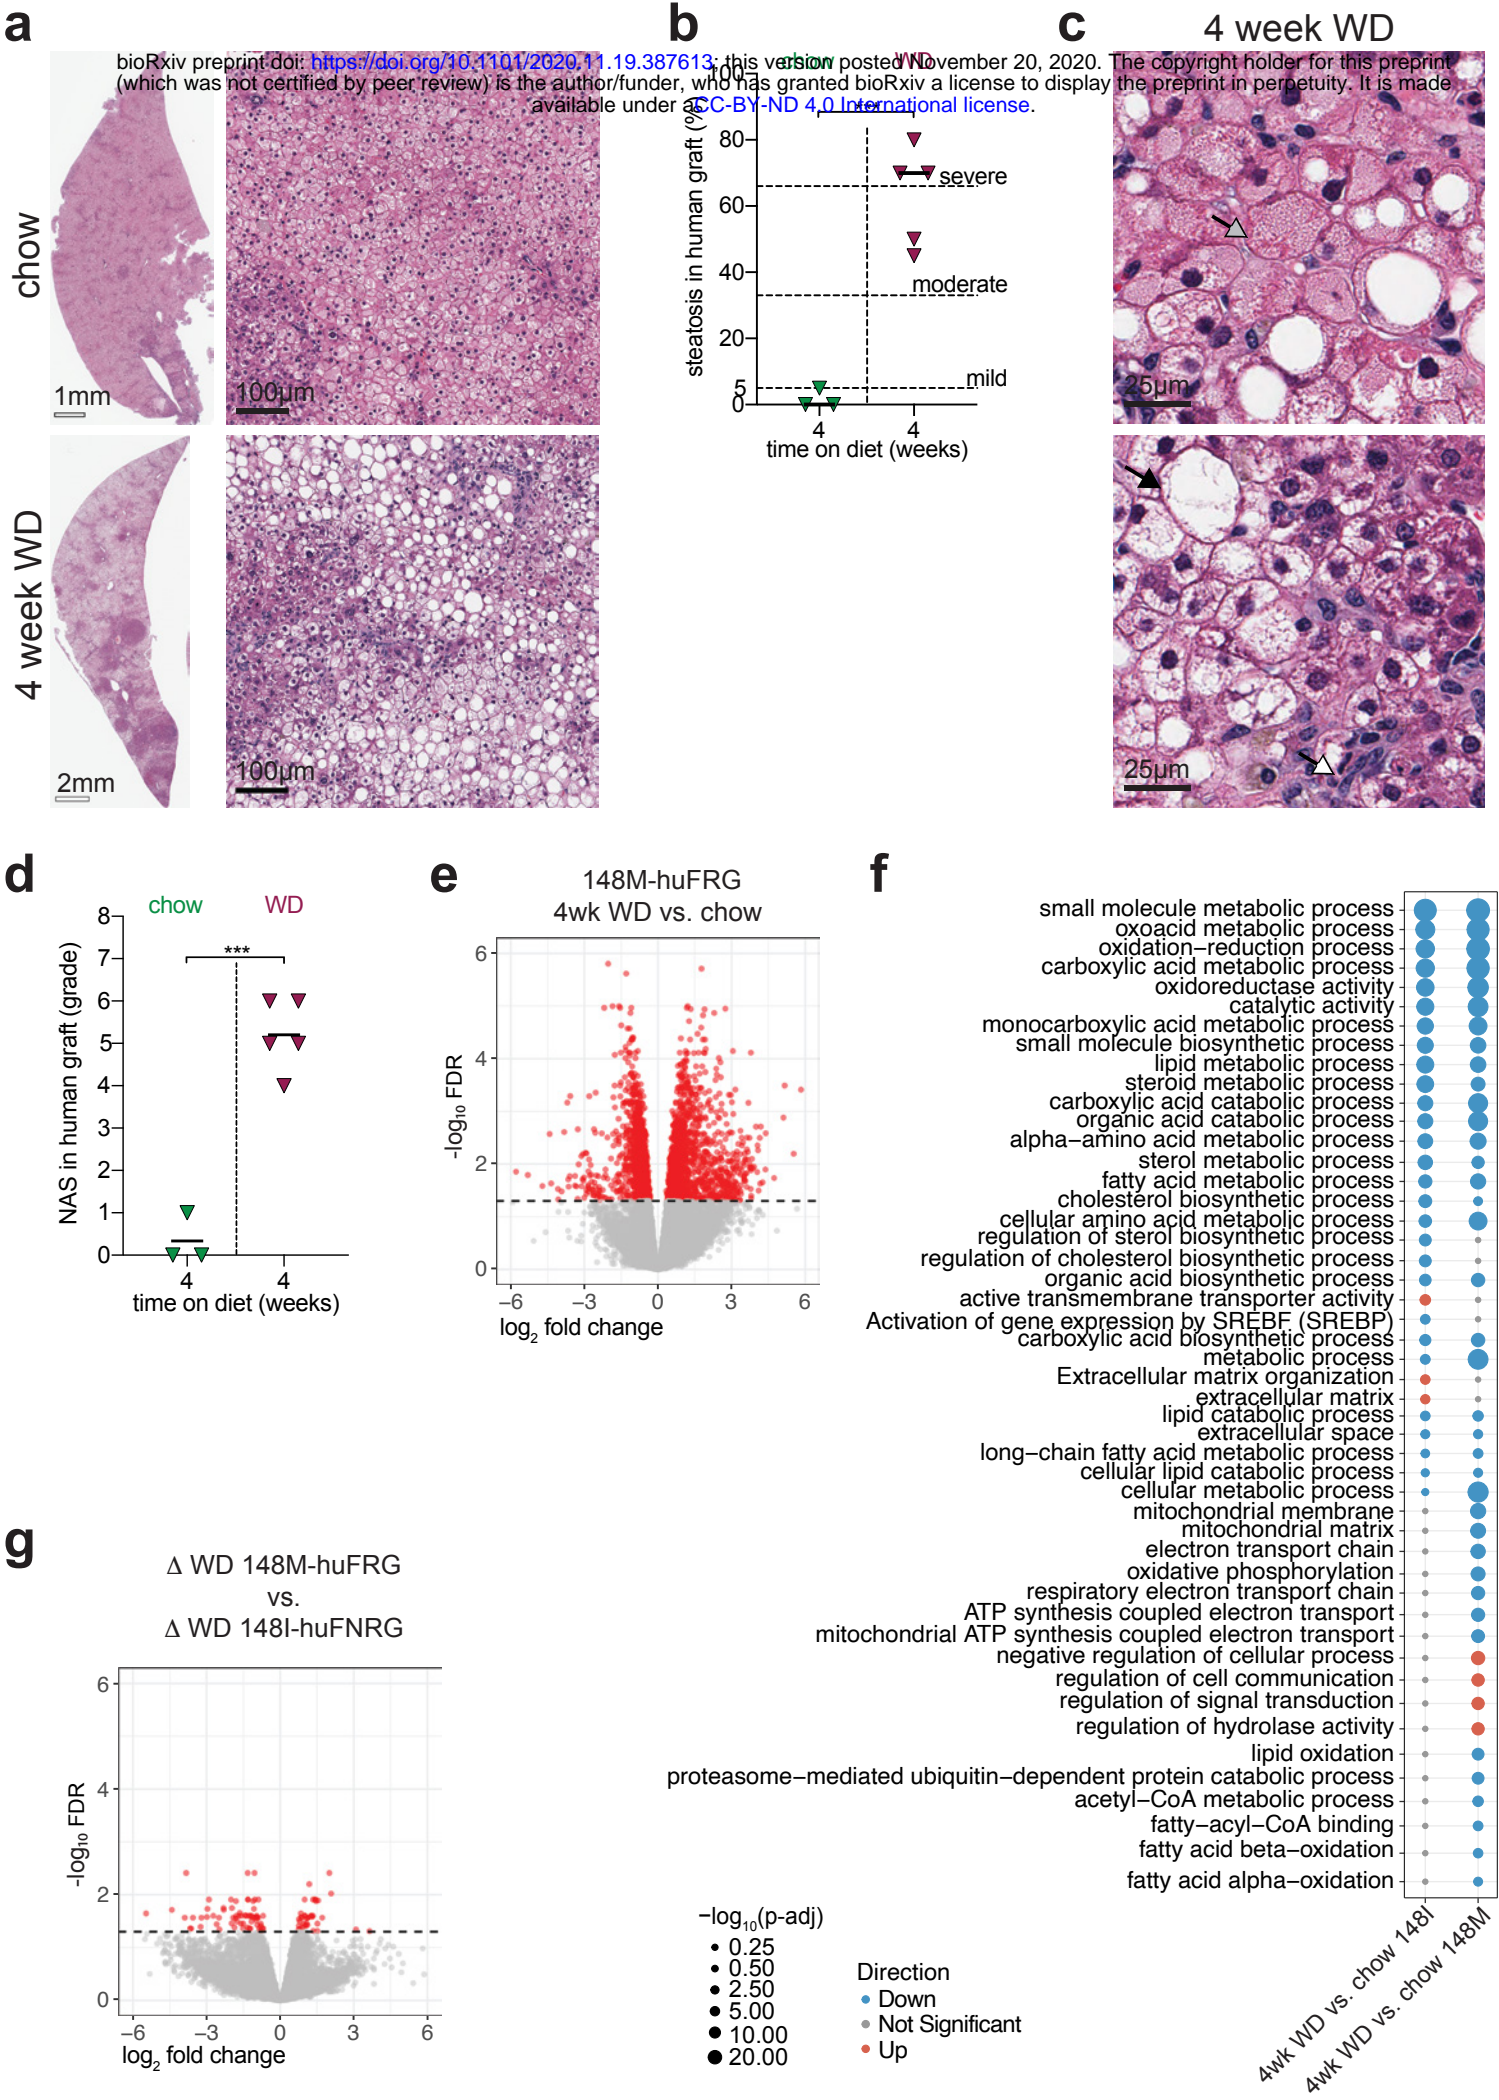 a
b
c
4 week WD
bioRxiv preprint doi: https://doi.org/10.1101/2020.11.19.387613; this version posted November 20, 2020. The copyright holder for this preprint
(which was not certified by peer review) is the author/funder, who has granted bioRxiv a license to display the preprint in perpetuity. It is made
available under aCC-BY-ND 4.0 International license.
chow
1mm
100µm
4 week WD
2mm
100µm
chow
WD
steatosis in human graft (%)
100
80
60
40
20
5
0
severe
moderate
mild
4
4
time on diet (weeks)
25µm
25µm
d
chow
WD
***
NAS in human graft (grade)
8
7
6
5
4
3
2
1
0
4
4
time on diet (weeks)
e
148M-huFRG
4wk WD vs. chow
-log10 FDR
6
4
2
0
−6
−3
0
3
6
log2 fold change
f
small molecule metabolic process
oxoacid metabolic process
oxidation−reduction process
carboxylic acid metabolic process
oxidoreductase activity
catalytic activity
monocarboxylic acid metabolic process
small molecule biosynthetic process
lipid metabolic process
steroid metabolic process
carboxylic acid catabolic process
organic acid catabolic process
alpha−amino acid metabolic process
sterol metabolic process
fatty acid metabolic process
cholesterol biosynthetic process
cellular amino acid metabolic process
regulation of sterol biosynthetic process
regulation of cholesterol biosynthetic process
organic acid biosynthetic process
active transmembrane transporter activity
Activation of gene expression by SREBF (SREBP)
carboxylic acid biosynthetic process
metabolic process
Extracellular matrix organization
extracellular matrix
lipid catabolic process
extracellular space
long−chain fatty acid metabolic process
cellular lipid catabolic process
cellular metabolic process
mitochondrial membrane
mitochondrial matrix
electron transport chain
oxidative phosphorylation
respiratory electron transport chain
ATP synthesis coupled electron transport
mitochondrial ATP synthesis coupled electron transport
negative regulation of cellular process
regulation of cell communication
regulation of signal transduction
regulation of hydrolase activity
lipid oxidation
proteasome−mediated ubiquitin−dependent protein catabolic process
acetyl−CoA metabolic process
fatty−acyl−CoA binding
fatty acid beta−oxidation
fatty acid alpha−oxidation
4wk WD vs. chow 148I
4wk WD vs. chow 148M
−log10(p-adj)
0.25
0.50
2.50
5.00
10.00
20.00
Direction
Down
Not Significant
Up
g
Δ WD 148M-huFRG
vs.
Δ WD 148I-huFNRG
-log10 FDR
6
4
2
0
−6
−3
0
3
6
log2 fold change